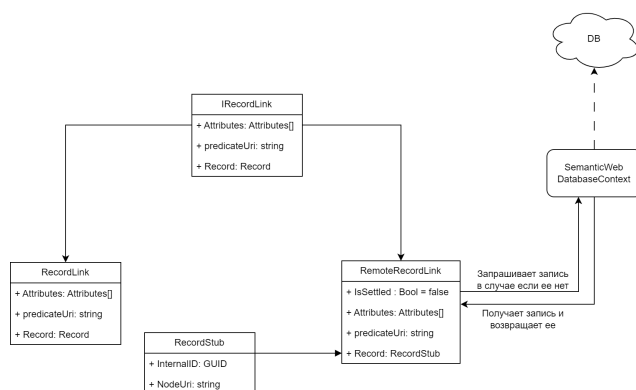 DB
IRecordLink
+ Attributes: Attributes[]
+ predicateUri: string
+ Record: Record
SemanticWeb
DatabaseContext
RecordLink
+ Attributes: Attributes[]
+ predicateUri: string
+ Record: Record
RemoteRecordLink
+ IsSettled : Bool = false
+ Attributes: Attributes[]
+ predicateUri: string
+ Record: RecordStub
Запрашивает запись
в случае если ее нет
Получает запись и
возвращает ее
RecordStub
+ InternalID: GUID
+ NodeUri: string